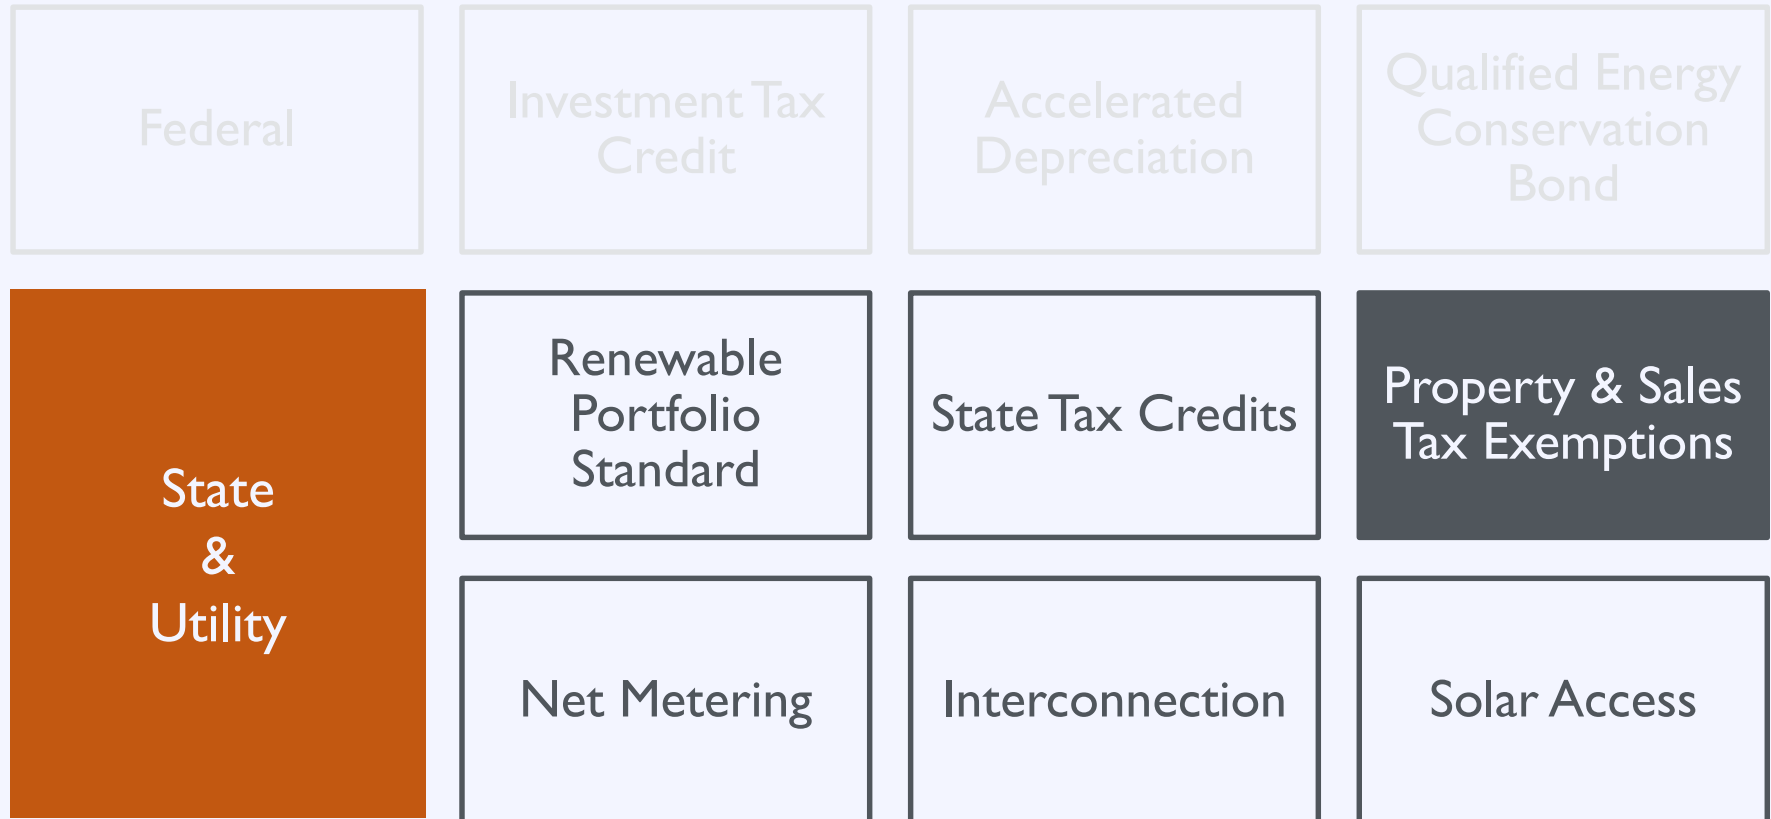 Federal
Investment Tax
Credit
Accelerated
Depreciation
Qualified Energy
Conservation
Bond
State
&
Utility
Renewable
Portfolio
Standard
State Tax Credits
Property & Sales
Tax Exemptions
Net Metering
Interconnection
Solar Access